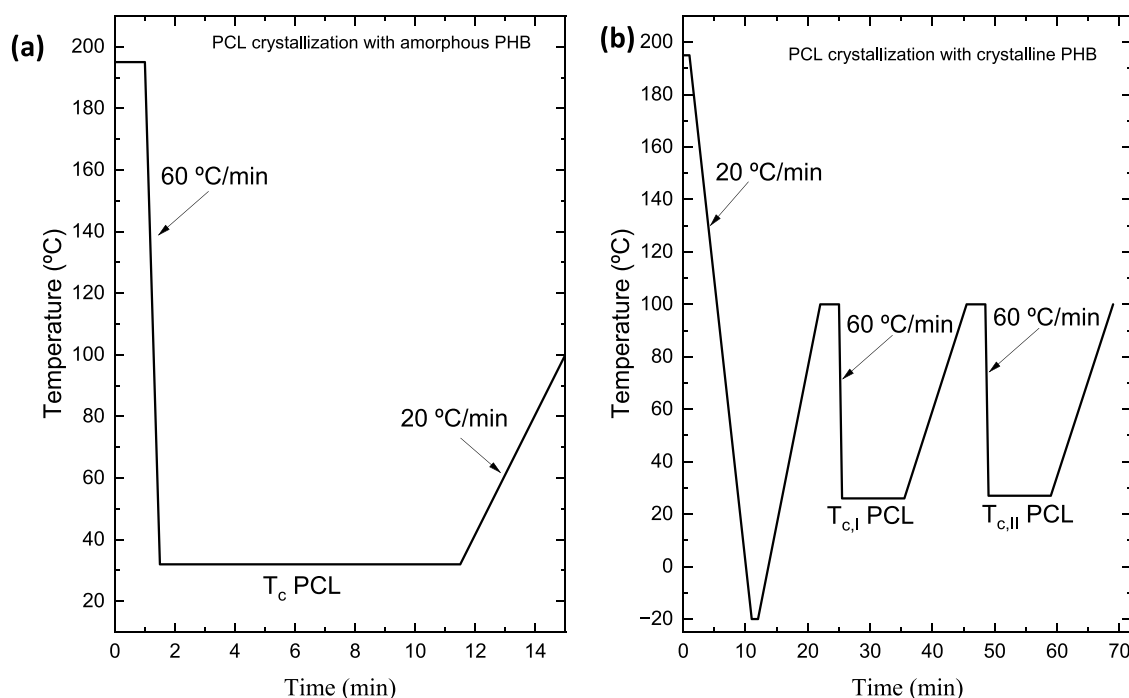 (a)
PCL crystallization with amorphous PHB
200
180
160
140
120
100
80
60
40
20
Temperature (ºC)
60 ºC/min
20 ºC/min
T_c PCL
0 2 4 6 8 10 12 14
Time (min)
(b)
PCL crystallization with crystalline PHB
200
180
160
140
120
100
80
60
40
20
0
−20
Temperature (ºC)
20 ºC/min
60 ºC/min
60 ºC/min
T_c,I PCL
T_c,II PCL
0 10 20 30 40 50 60 70
Time (min)